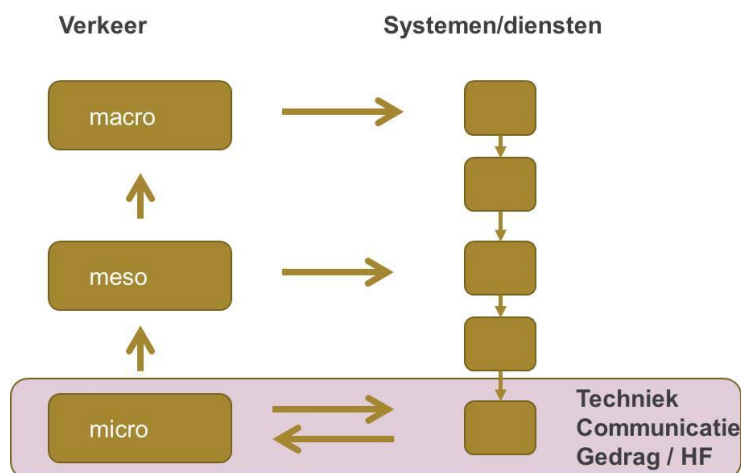 Verkeer
Systemen/diensten
macro
meso
micro
Techniek
Communicatie
Gedrag / HF